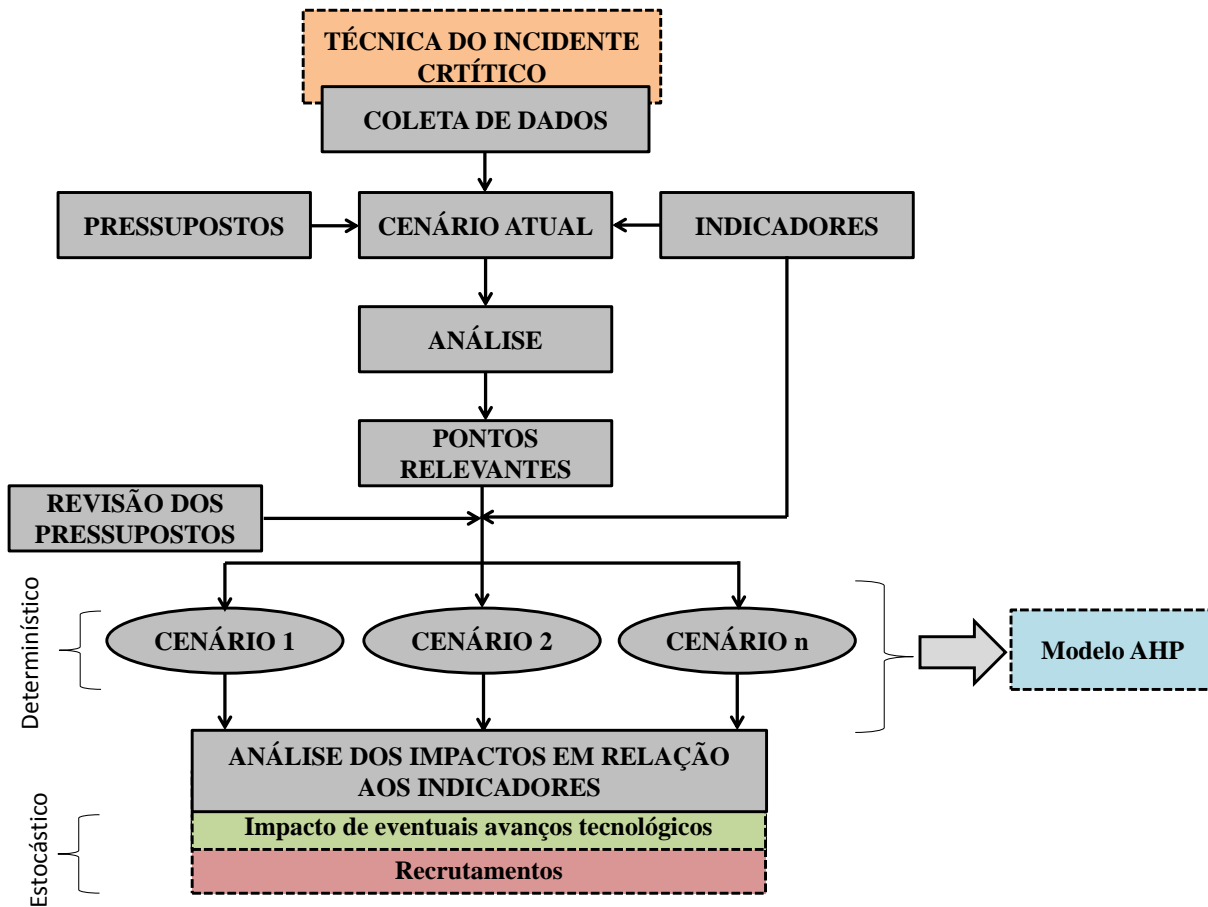 TÉCNICA DO INCIDENTE
CRTÍTICO
COLETA DE DADOS
PRESSUPOSTOS
CENÁRIO ATUAL
INDICADORES
ANÁLISE
PONTOS
RELEVANTES
REVISÃO DOS
PRESSUPOSTOS
Determinístico
CENÁRIO 1
CENÁRIO 2
CENÁRIO n
Modelo AHP
ANÁLISE DOS IMPACTOS EM RELAÇÃO
AOS INDICADORES
Estocástico
Impacto de eventuais avanços tecnológicos
Recrutamentos